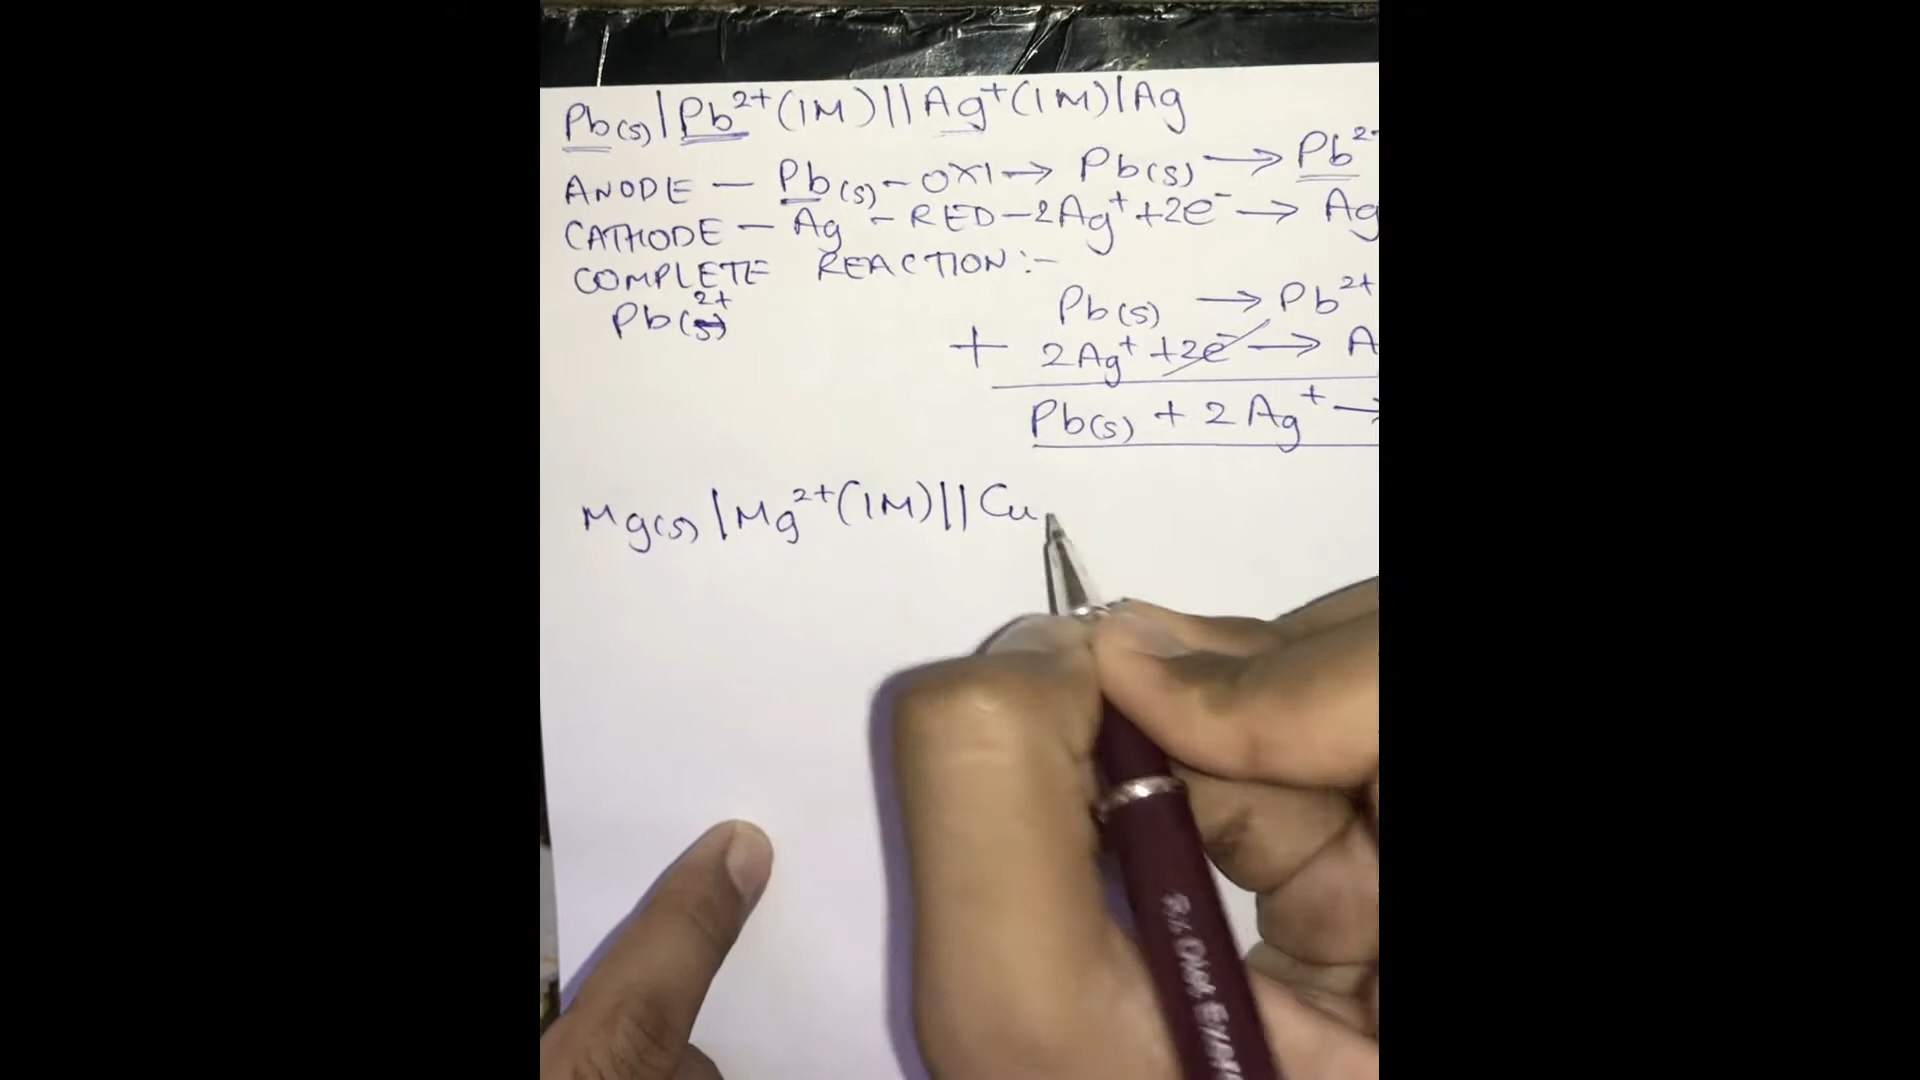 Pb(s)|Pb²⁺(1M)||Ag⁺(1M)|Ag
ANODE — Pb(s) - OXI → Pb(s) → Pb²
CATHODE — Ag - RED - 2Ag⁺ + 2e⁻ → Ag
COMPLETE REACTION :-
Pb(s) → Pb²⁺
Pb(²⁺
+ 2Ag⁺ + 2e⁻ → A
Pb(s) + 2Ag⁺ →
Mg(s)|Mg²⁺(1M)||Cu